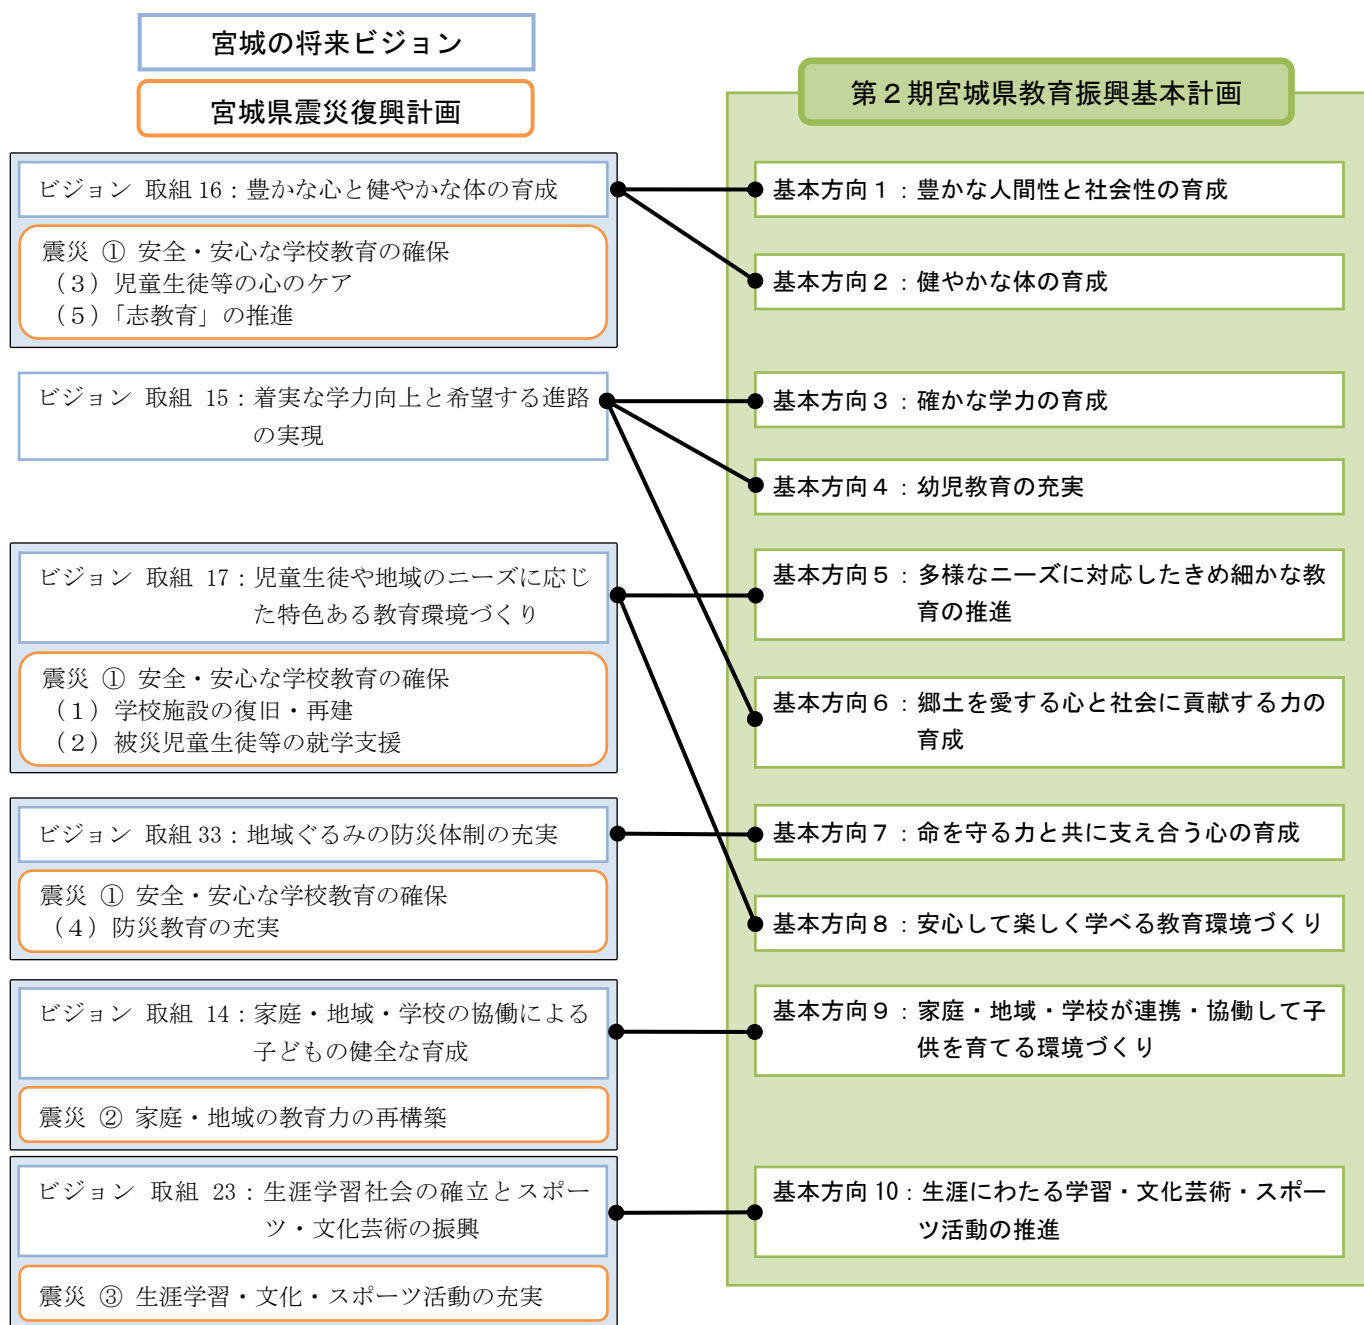 宮城の将来ビジョン
宮城県震災復興計画
ビジョン 取組16：豊かな心と健やかな体の育成
震災 ① 安全・安心な学校教育の確保
（３）児童生徒等の心のケア
（５）「志教育」の推進
ビジョン 取組 15：着実な学力向上と希望する進路
の実現
ビジョン 取組 17：児童生徒や地域のニーズに応じ
た特色ある教育環境づくり
震災 ① 安全・安心な学校教育の確保
（１）学校施設の復旧・再建
（２）被災児童生徒等の就学支援
ビジョン 取組33：地域ぐるみの防災体制の充実
震災 ① 安全・安心な学校教育の確保
（４）防災教育の充実
ビジョン 取組 14：家庭・地域・学校の協働による
子どもの健全な育成
震災 ② 家庭・地域の教育力の再構築
ビジョン 取組 23：生涯学習社会の確立とスポー
ツ・文化芸術の振興
震災 ③ 生涯学習・文化・スポーツ活動の充実
第２期宮城県教育振興基本計画
基本方向１：豊かな人間性と社会性の育成
基本方向２：健やかな体の育成
基本方向３：確かな学力の育成
基本方向４：幼児教育の充実
基本方向５：多様なニーズに対応したきめ細かな教
育の推進
基本方向６：郷土を愛する心と社会に貢献する力の
育成
基本方向７：命を守る力と共に支え合う心の育成
基本方向８：安心して楽しく学べる教育環境づくり
基本方向９：家庭・地域・学校が連携・協働して子
供を育てる環境づくり
基本方向10：生涯にわたる学習・文化芸術・スポー
ツ活動の推進